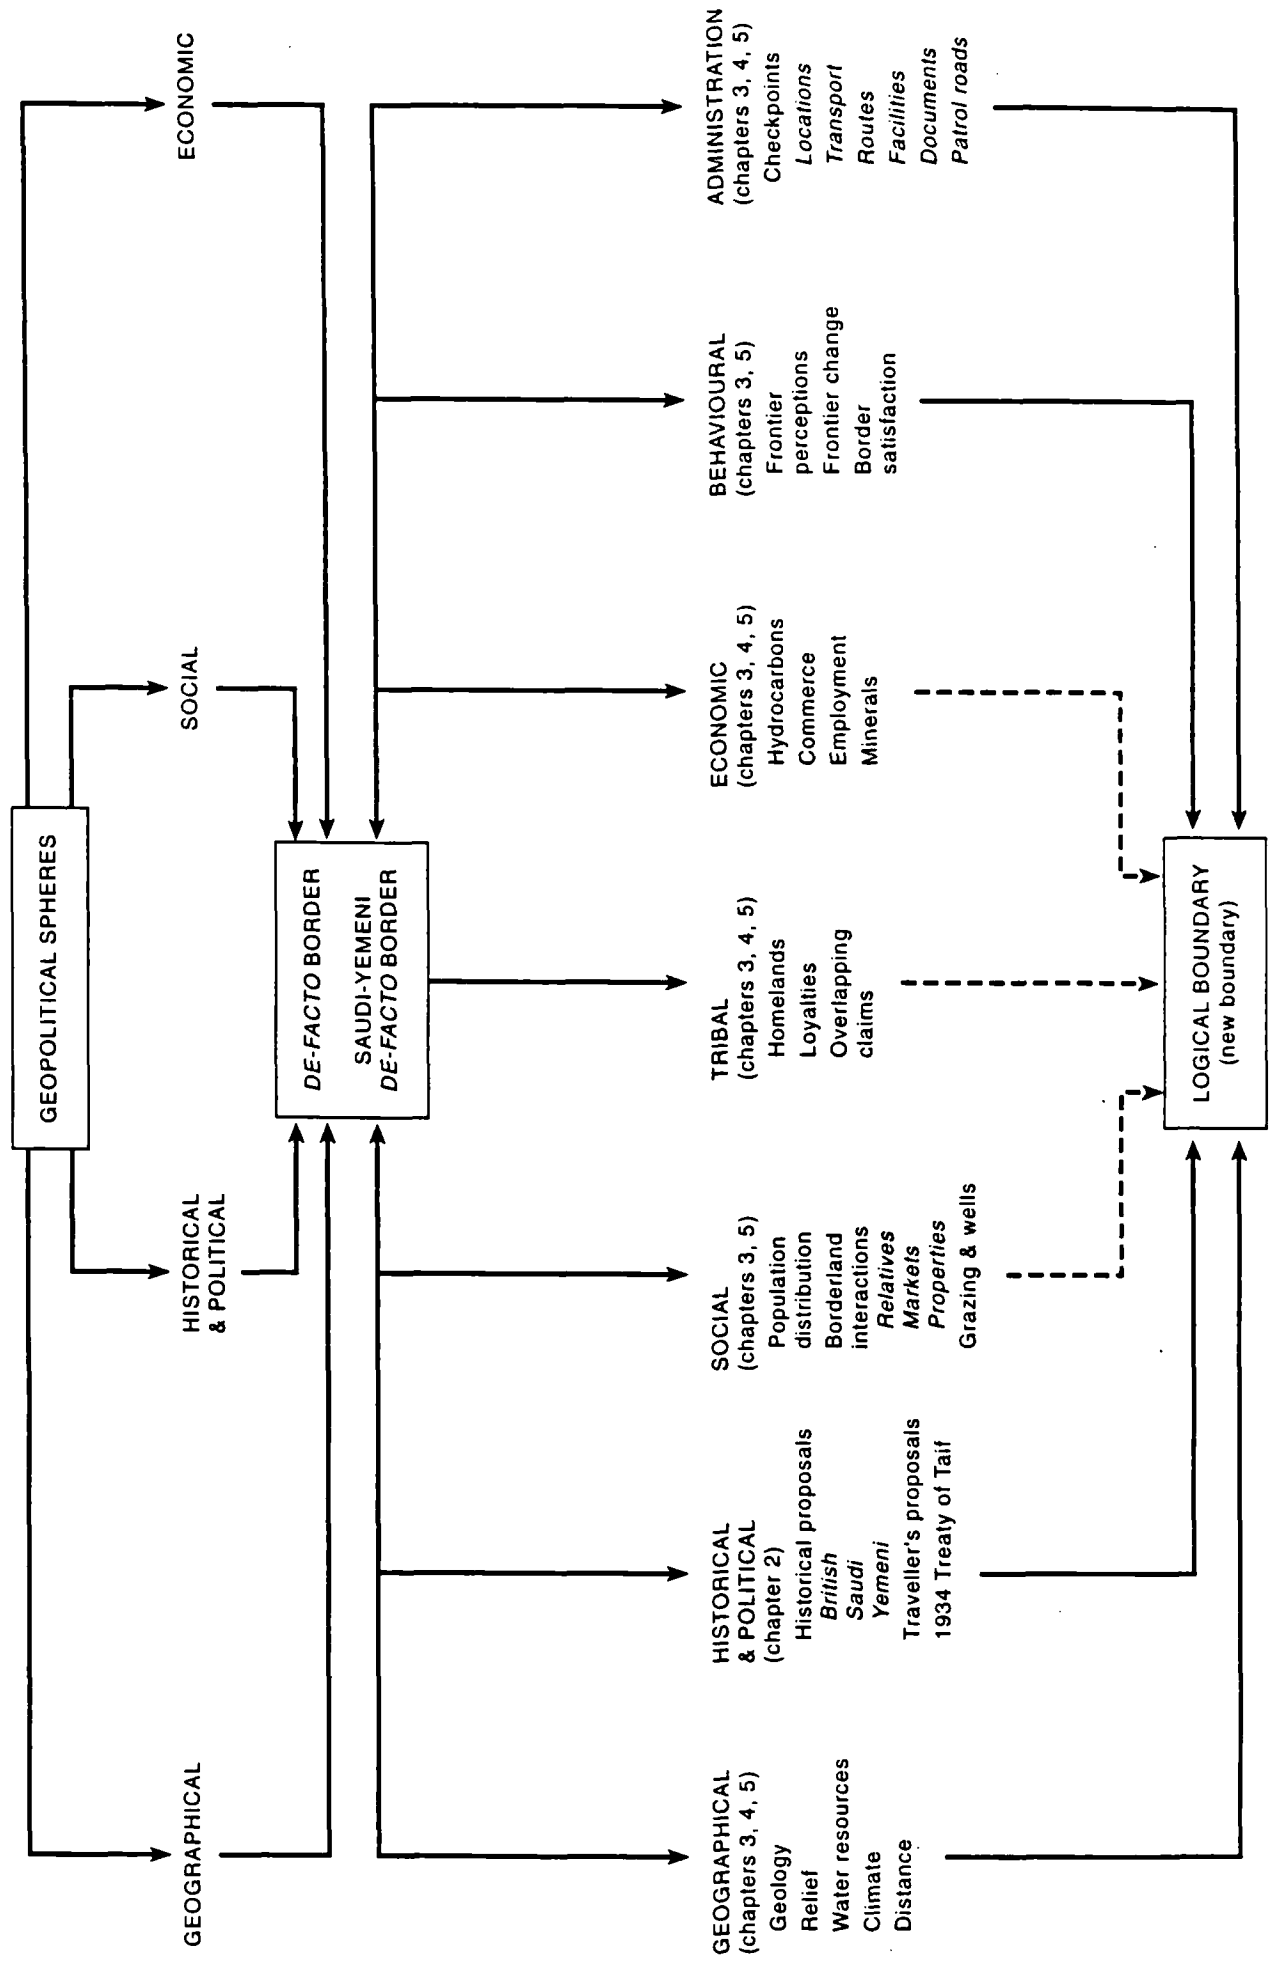 GEOPOLITICAL SPHERES
GEOGRAPHICAL
HISTORICAL
& POLITICAL
SOCIAL
ECONOMIC
DE-FACTO BORDER
SAUDI-YEMENI
DE-FACTO BORDER
GEOGRAPHICAL
(chapters 3, 4, 5)
Geology
Relief
Water resources
Climate
Distance
HISTORICAL
& POLITICAL
(chapter 2)
Historical proposals
British
Saudi
Yemeni
Traveller's proposals
1934 Treaty of Taif
SOCIAL
(chapters 3, 5)
Population
distribution
Borderland
interactions
Relatives
Markets
Properties
Grazing & wells
TRIBAL
(chapters 3, 4, 5)
Homelands
Loyalties
Overlapping
claims
ECONOMIC
(chapters 3, 4, 5)
Hydrocarbons
Commerce
Employment
Minerals
BEHAVIOURAL
(chapters 3, 5)
Frontier
perceptions
Frontier change
Border
satisfaction
ADMINISTRATION
(chapters 3, 4, 5)
Checkpoints
Locations
Transport
Routes
Facilities
Documents
Patrol roads
LOGICAL BOUNDARY
(new boundary)